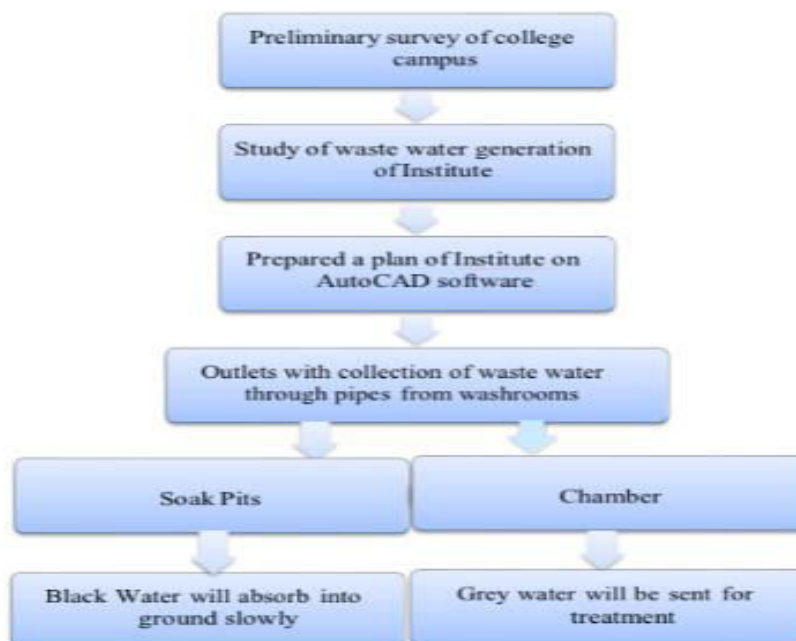 Preliminary survey of college
campus
Study of waste water generation
of Institute
Prepared a plan of Institute on
AutoCAD software
Outlets with collection of waste water
through pipes from washrooms
Soak Pits
Chamber
Black Water will absorb into
ground slowly
Grey water will be sent for
treatment